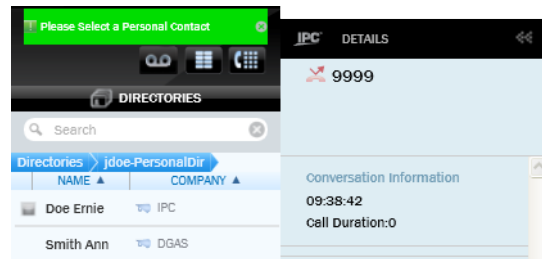 Please Select a Personal Contact
DIRECTORIES
Search
Directories jdoe-PersonalDir
NAME ▲ COMPANY ▲
Doe Ernie IPC
Smith Ann DGAS
IPC DETAILS
9999
Conversation Information
09:38:42
Call Duration:0